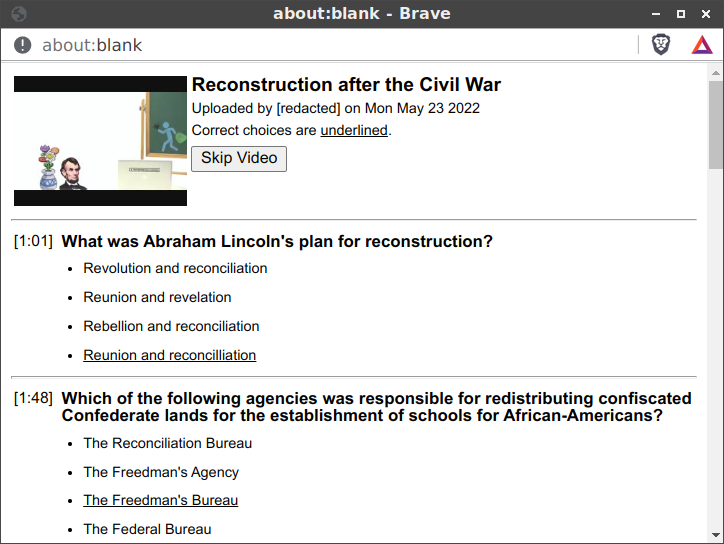 about:blank - Brave
about:blank
Reconstruction after the Civil War
Uploaded by [redacted] on Mon May 23 2022
Correct choices are underlined.
Skip Video
[1:01] What was Abraham Lincoln's plan for reconstruction?
• Revolution and reconciliation
• Reunion and revelation
• Rebellion and reconciliation
• Reunion and reconcilliation
[1:48] Which of the following agencies was responsible for redistributing confiscated
Confederate lands for the establishment of schools for African-Americans?
• The Reconciliation Bureau
• The Freedman's Agency
• The Freedman's Bureau
• The Federal Bureau